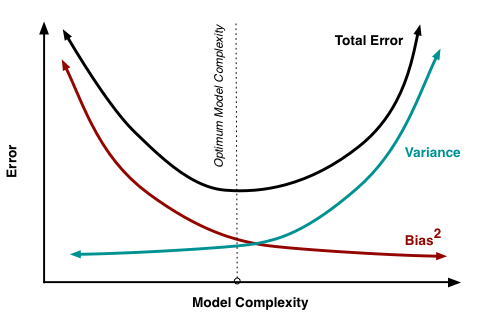 Optimum Model Complexity
Total Error
Error
Variance
Bias²
Model Complexity